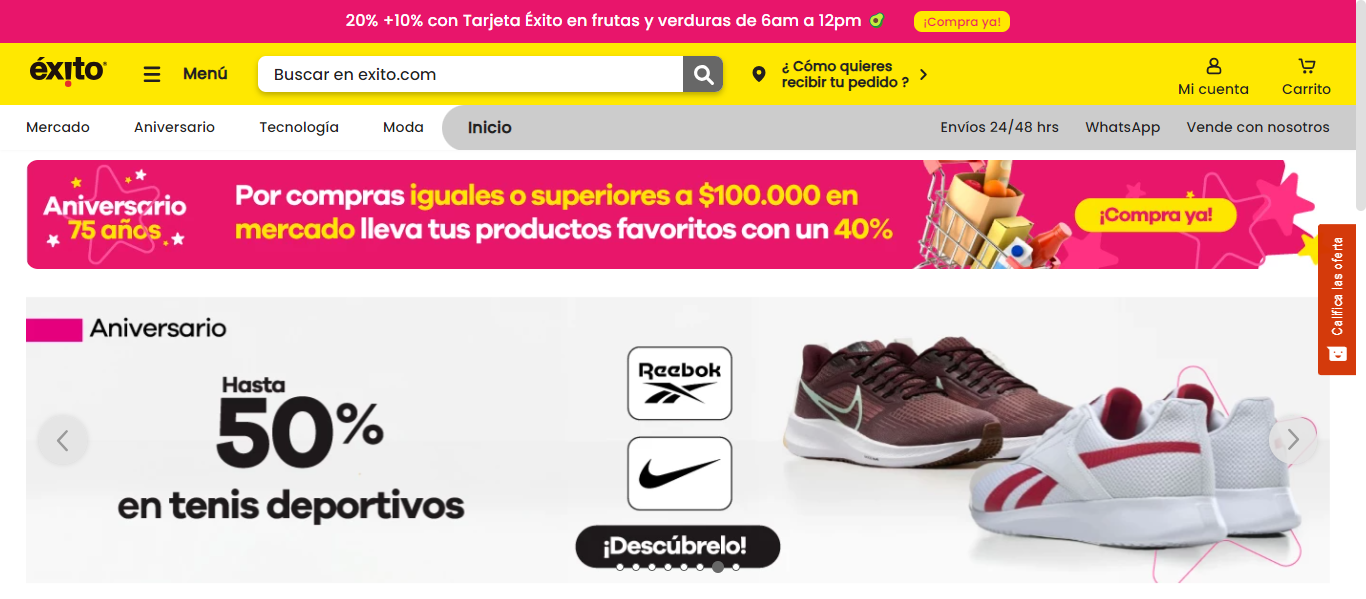 20% +10% con Tarjeta Éxito en frutas y verduras de 6am a 12pm
¡Compra ya!
éxito
Menú
Buscar en exito.com
¿ Cómo quieres
recibir tu pedido ?
Mi cuenta
Carrito
Mercado
Aniversario
Tecnología
Moda
Inicio
Envíos 24/48 hrs
WhatsApp
Vende con nosotros
Aniversario
75 años
Por compras iguales o superiores a $100.000 en
mercado lleva tus productos favoritos con un 40%
¡Compra ya!
Califica las oferta
Aniversario
Hasta
50%
en tenis deportivos
Reebok
¡Descúbrelo!